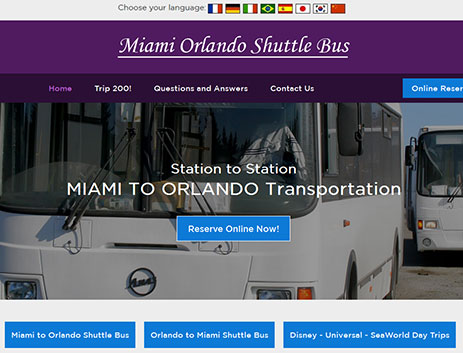 Choose your language:
Miami Orlando Shuttle Bus
Home Trip 200! Questions and Answers Contact Us Online Reser
Station to Station
MIAMI TO ORLANDO Transportation
Reserve Online Now!
Miami to Orlando Shuttle Bus Orlando to Miami Shuttle Bus Disney - Universal - SeaWorld Day Trips